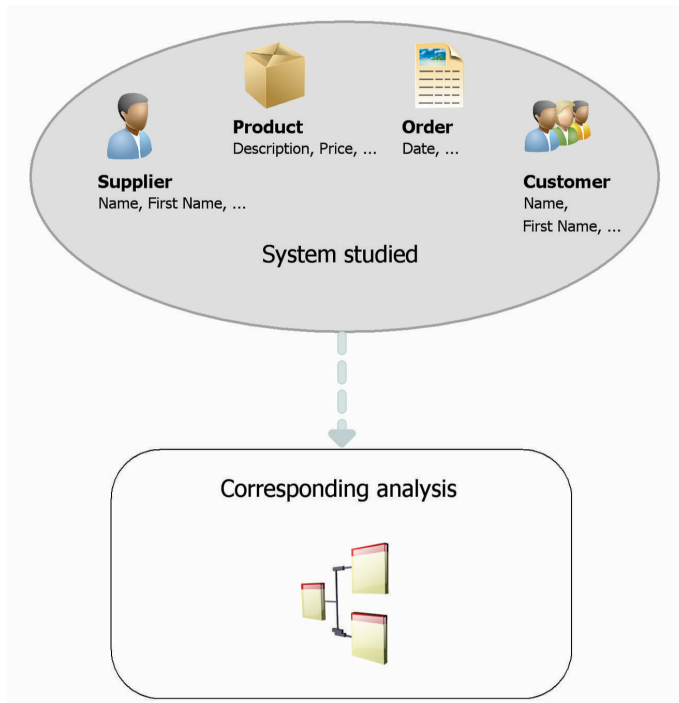 Product
Description, Price, ...
Order
Date, ...
Supplier
Name, First Name, ...
Customer
Name,
First Name, ...
System studied
Corresponding analysis